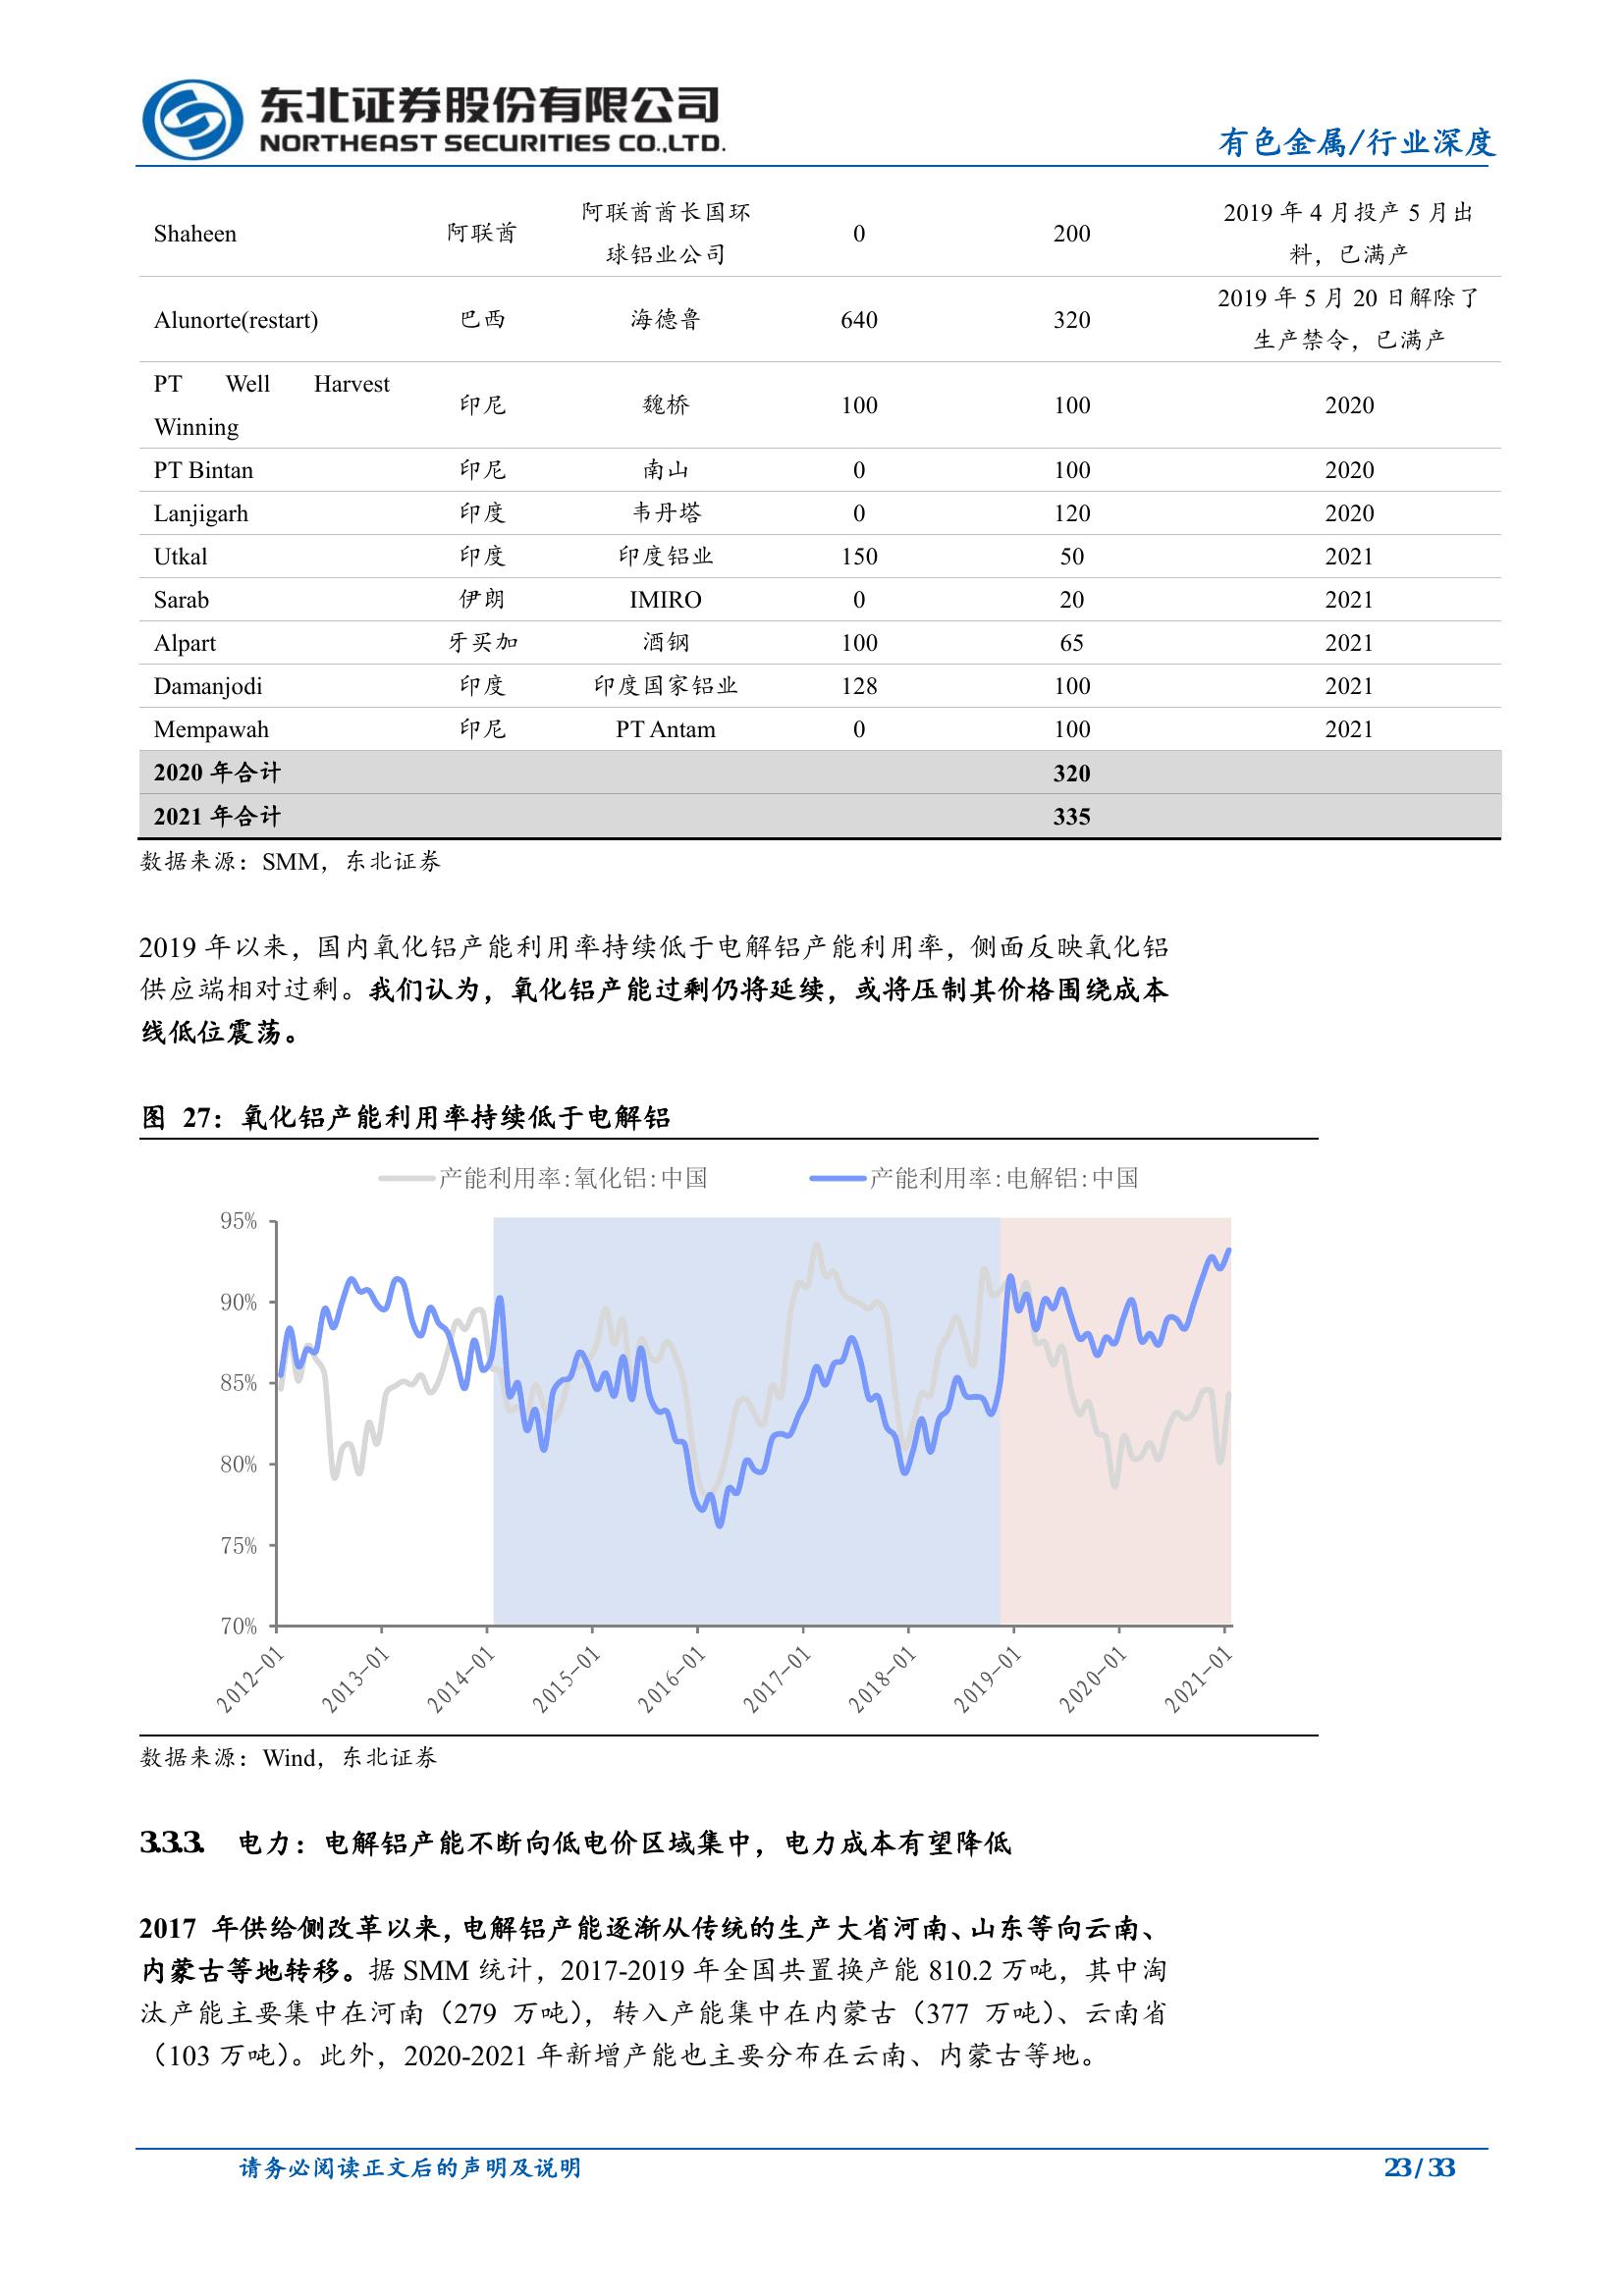 东北证券股份有限公司
NORTHEAST SECURITIES CO.,LTD.
有色金属/行业深度
Shaheen 阿联酋 阿联酋酋长国环球铝业公司 0 200 2019 年 4 月投产 5 月出料，已满产
Alunorte(restart) 巴西 海德鲁 640 320 2019 年 5 月 20 日解除了生产禁令，已满产
PT Well Harvest Winning 印尼 魏桥 100 100 2020
PT Bintan 印尼 南山 0 100 2020
Lanjigarh 印度 韦丹塔 0 120 2020
Utkal 印度 印度铝业 150 50 2021
Sarab 伊朗 IMIRO 0 20 2021
Alpart 牙买加 酒钢 100 65 2021
Damanjodi 印度 印度国家铝业 128 100 2021
Mempawah 印尼 PT Antam 0 100 2021
2020 年合计 320
2021 年合计 335
数据来源：SMM，东北证券
2019 年以来，国内氧化铝产能利用率持续低于电解铝产能利用率，侧面反映氧化铝
供应端相对过剩。我们认为，氧化铝产能过剩仍将延续，或将压制其价格围绕成本
线低位震荡。
图 27：氧化铝产能利用率持续低于电解铝
产能利用率:氧化铝:中国 产能利用率:电解铝:中国
95%
90%
85%
80%
75%
70%
2012-01 2013-01 2014-01 2015-01 2016-01 2017-01 2018-01 2019-01 2020-01 2021-01
数据来源：Wind，东北证券
3.3.3. 电力：电解铝产能不断向低电价区域集中，电力成本有望降低
2017 年供给侧改革以来，电解铝产能逐渐从传统的生产大省河南、山东等向云南、
内蒙古等地转移。据 SMM 统计，2017-2019 年全国共置换产能 810.2 万吨，其中淘
汰产能主要集中在河南（279 万吨），转入产能集中在内蒙古（377 万吨）、云南省
（103 万吨）。此外，2020-2021 年新增产能也主要分布在云南、内蒙古等地。
请务必阅读正文后的声明及说明
23 / 33